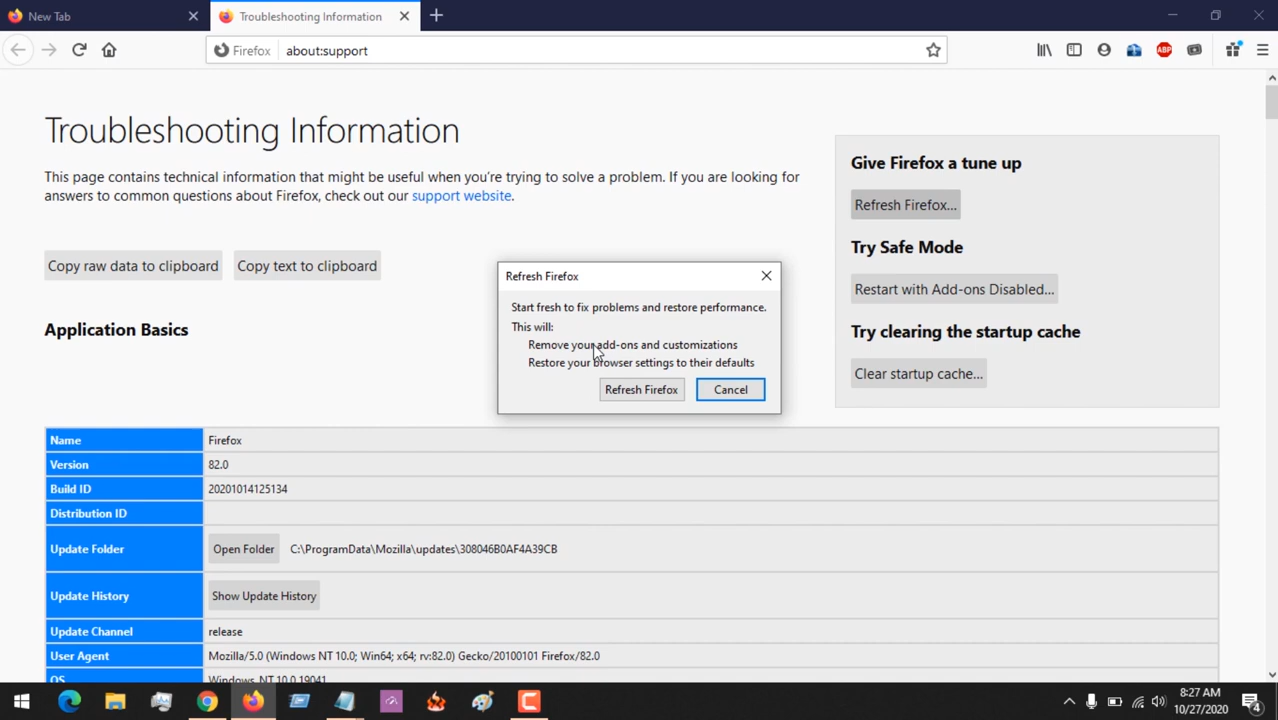 New Tab
Troubleshooting Information
Firefox
about:support
ABP
Troubleshooting Information
This page contains technical information that might be useful when you're trying to solve a problem. If you are looking for
answers to common questions about Firefox, check out our support website.
Copy raw data to clipboard
Copy text to clipboard
Give Firefox a tune up
Refresh Firefox...
Try Safe Mode
Restart with Add-ons Disabled...
Try clearing the startup cache
Clear startup cache...
Refresh Firefox
Start fresh to fix problems and restore performance.
This will:
Remove your add-ons and customizations
Restore your browser settings to their defaults
Refresh Firefox
Cancel
Application Basics
Name
Firefox
Version
82.0
Build ID
20201014125134
Distribution ID
Update Folder
Open Folder
C:\ProgramData\Mozilla\updates\308046B0AF4A39CB
Update History
Show Update History
Update Channel
release
User Agent
Mozilla/5.0 (Windows NT 10.0; Win64; x64; rv:82.0) Gecko/20100101 Firefox/82.0
OS
Windows_NT 10.0 19041
8:27 AM
10/27/2020
4